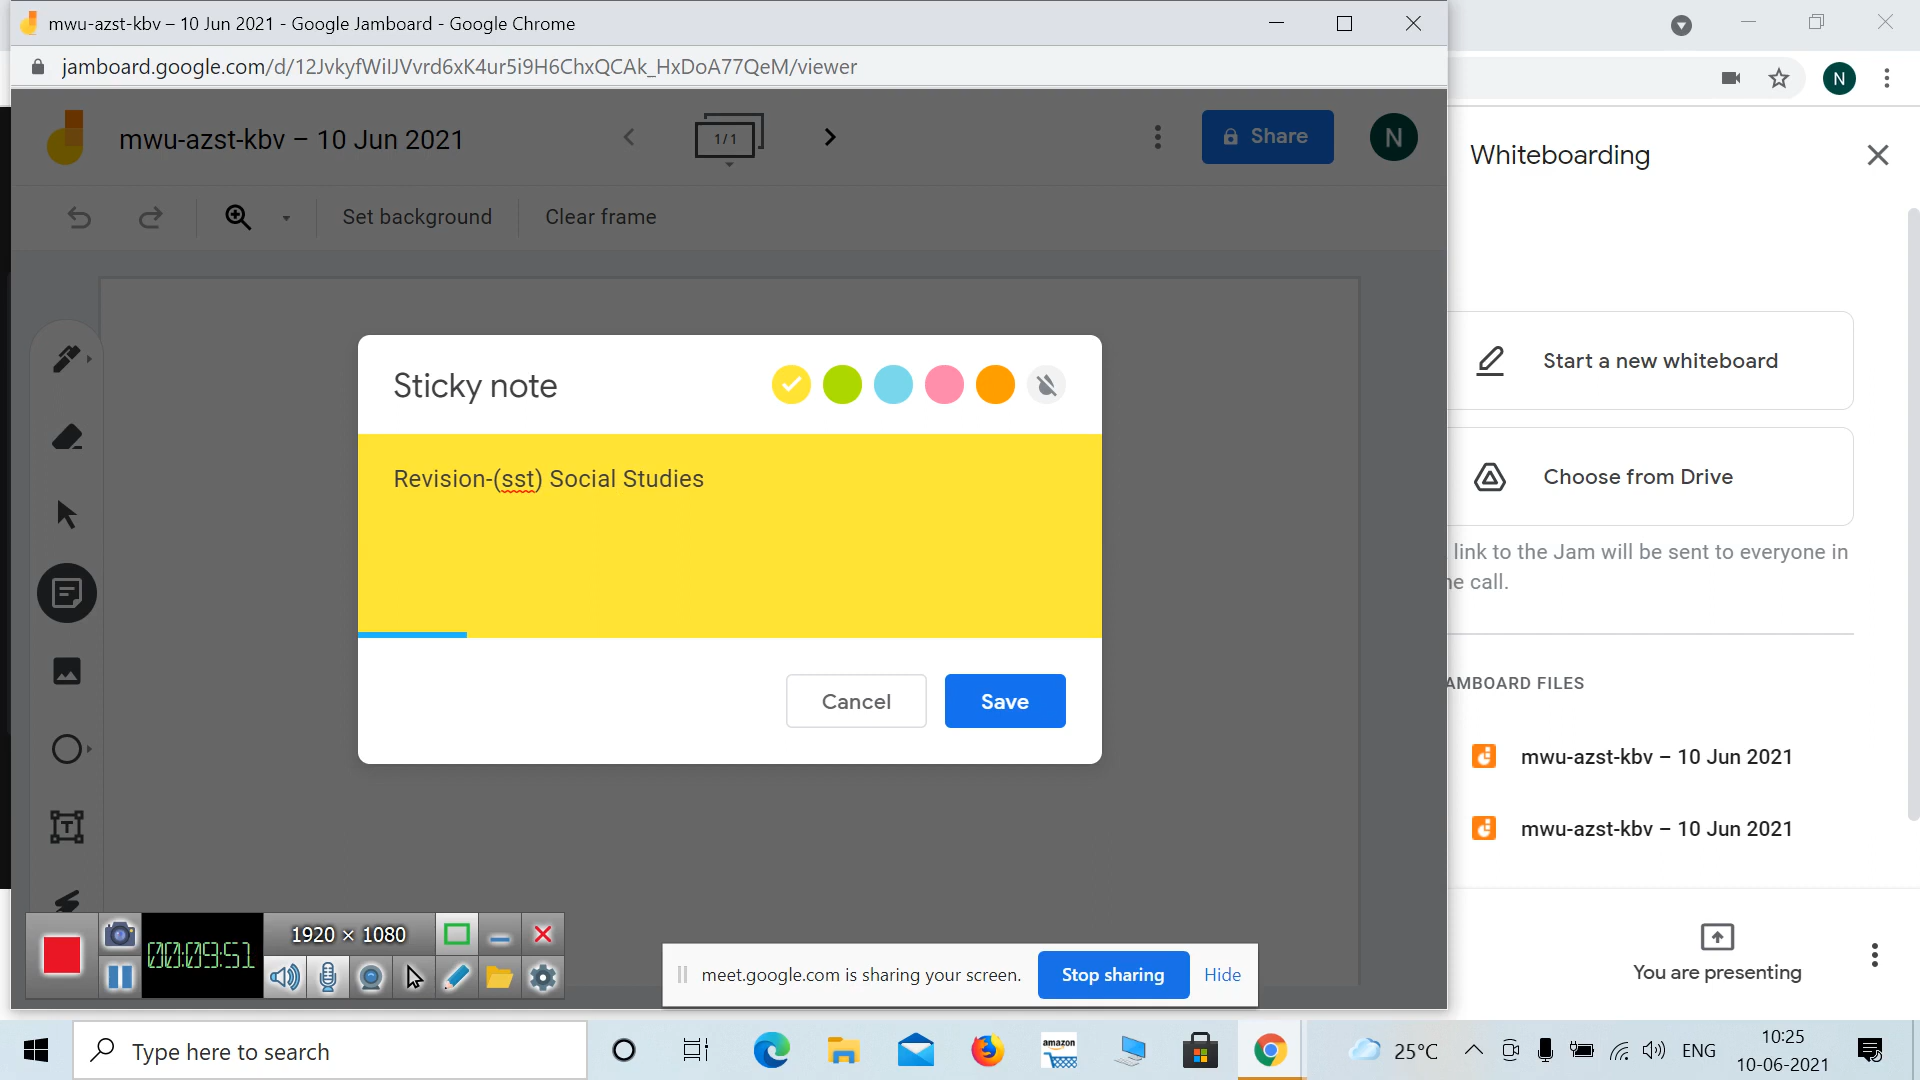 mwu-azst-kbv – 10 Jun 2021 - Google Jamboard - Google Chrome
jamboard.google.com/d/12JvkyfWiIJVvrd6xK4ur5i9H6ChxQCAk_HxDoA77QeM/viewer
N
mwu-azst-kbv – 10 Jun 2021
1/1
Share
N
Whiteboarding
Set background
Clear frame
Sticky note
Start a new whiteboard
Revision-(sst) Social Studies
Choose from Drive
link to the Jam will be sent to everyone in
he call.
Cancel
Save
AMBOARD FILES
mwu-azst-kbv – 10 Jun 2021
mwu-azst-kbv – 10 Jun 2021
1920 × 1080
00:09:51
meet.google.com is sharing your screen.
Stop sharing
Hide
You are presenting
Type here to search
amazon
25°C
ENG
10:25
10-06-2021